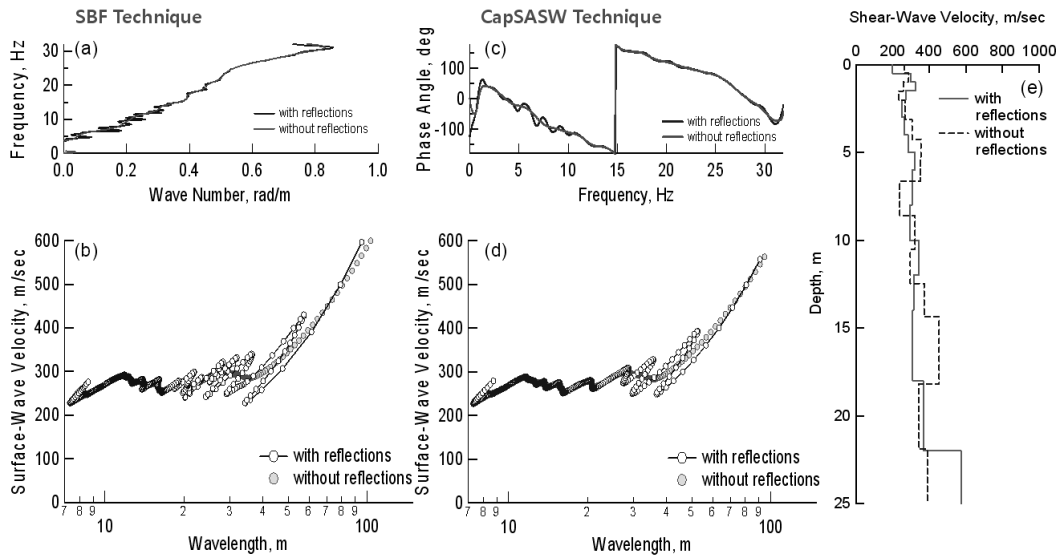 SBF Technique
CapSASW Technique
Shear-Wave Velocity, m/sec
0 200 400 600 800 1000
(a)
Frequency, Hz
30
20
10
0
with reflections
without reflections
0.0 0.2 0.4 0.6 0.8 1.0
Wave Number, rad/m
(c)
Phase Angle, deg
100
0
-100
with reflections
without reflections
0 5 10 15 20 25 30
Frequency, Hz
(b)
Surface-Wave Velocity, m/sec
600
500
400
300
200
100
0
with reflections
without reflections
7 8 9 2 3 4 5 6 7 8 9
10 100
Wavelength, m
(d)
Surface-Wave Velocity, m/sec
600
500
400
300
200
100
0
with reflections
without reflections
7 8 9 2 3 4 5 6 7 8 9
10 100
Wavelength, m
(e)
with
reflections
without
reflections
Depth, m
0
5
10
15
20
25